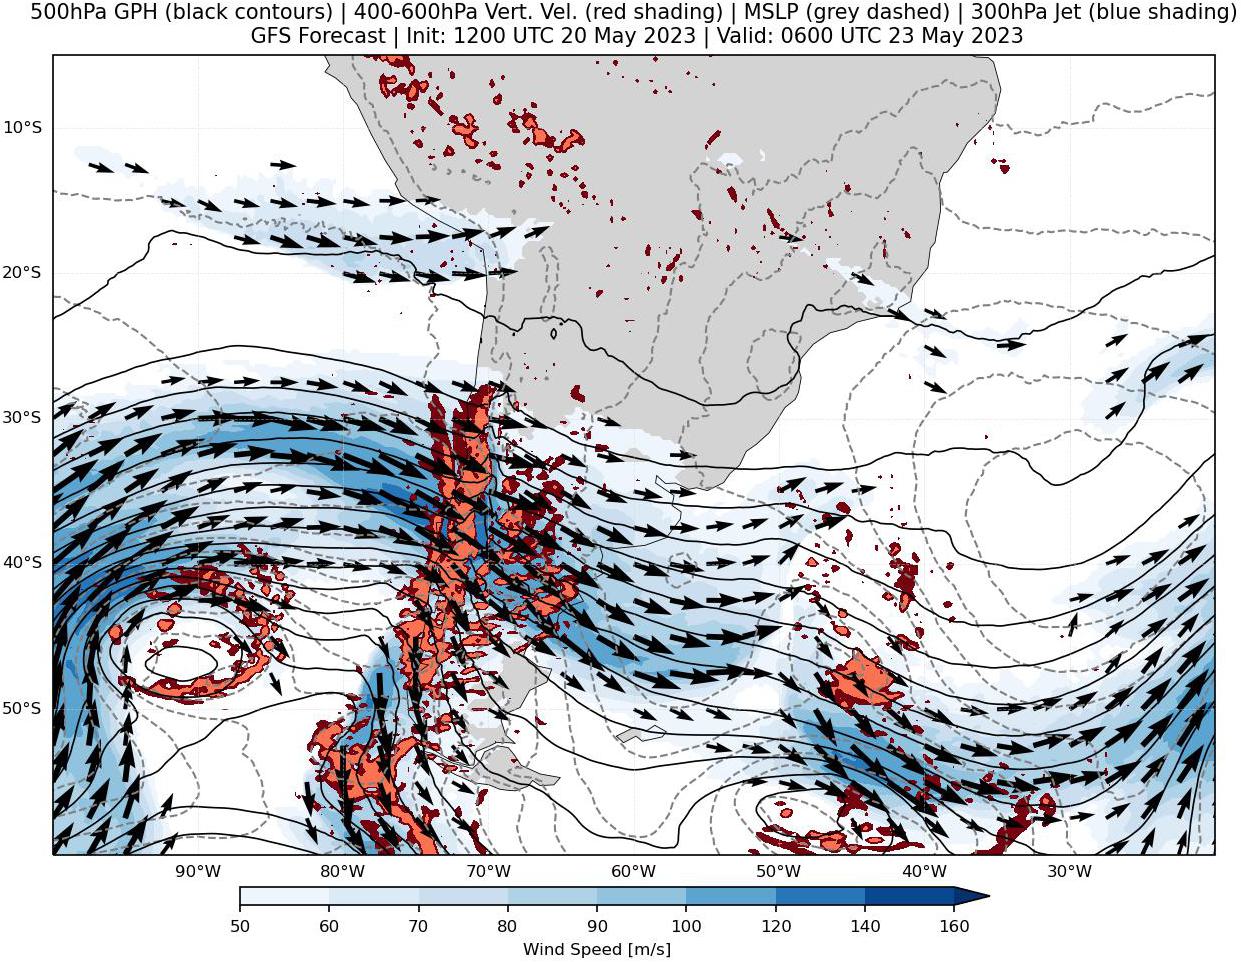 500hPa GPH (black contours) | 400-600hPa Vert. Vel. (red shading) | MSLP (grey dashed) | 300hPa Jet (blue shading)
GFS Forecast | Init: 1200 UTC 20 May 2023 | Valid: 0600 UTC 23 May 2023
10°S
20°S
30°S
40°S
50°S
90°W 80°W 70°W 60°W 50°W 40°W 30°W
50 60 70 80 90 100 120 140 160
Wind Speed [m/s]